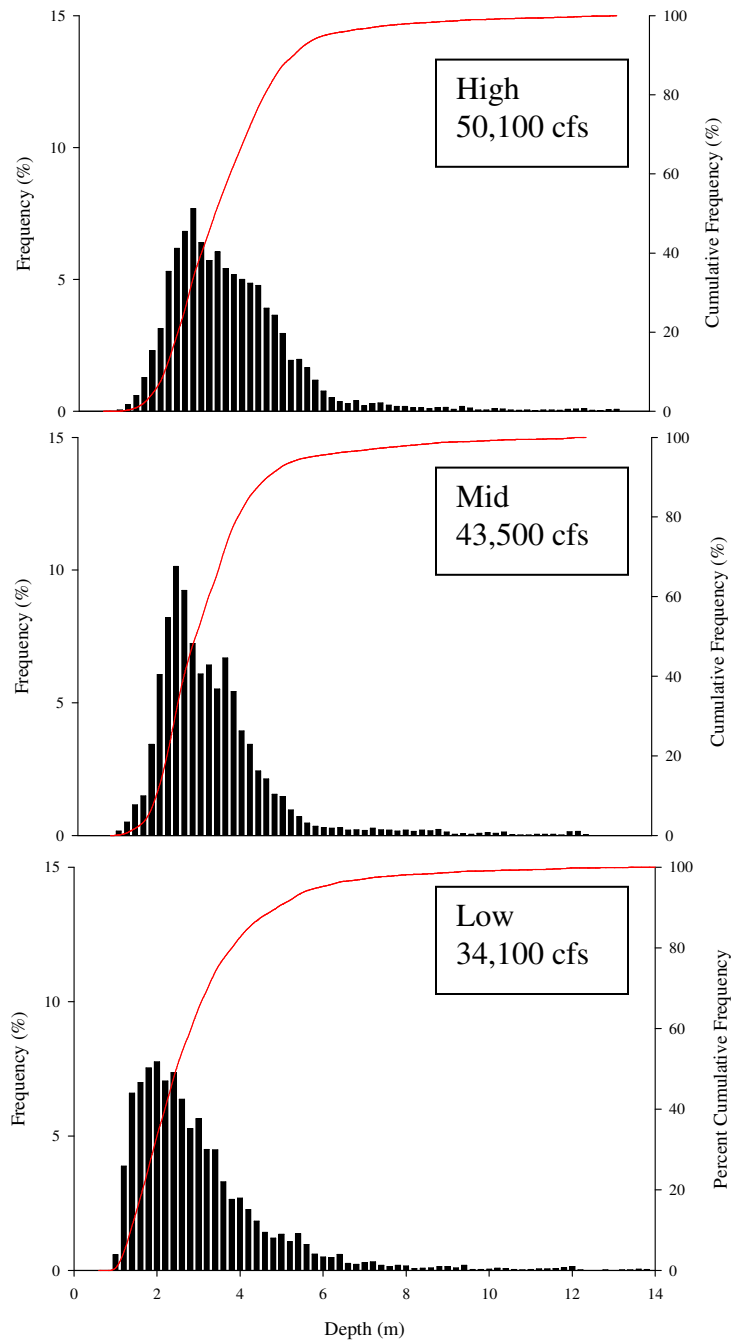 15
10
5
0
Frequency (%)
100
80
60
40
20
0
Cumulative Frequency (%)
High
50,100 cfs
15
10
5
0
Frequency (%)
100
80
60
40
20
0
Cumulative Frequency (%)
Mid
43,500 cfs
15
10
5
0
Frequency (%)
100
80
60
40
20
0
Percent Cumulative Frequency
Low
34,100 cfs
0 2 4 6 8 10 12 14
Depth (m)